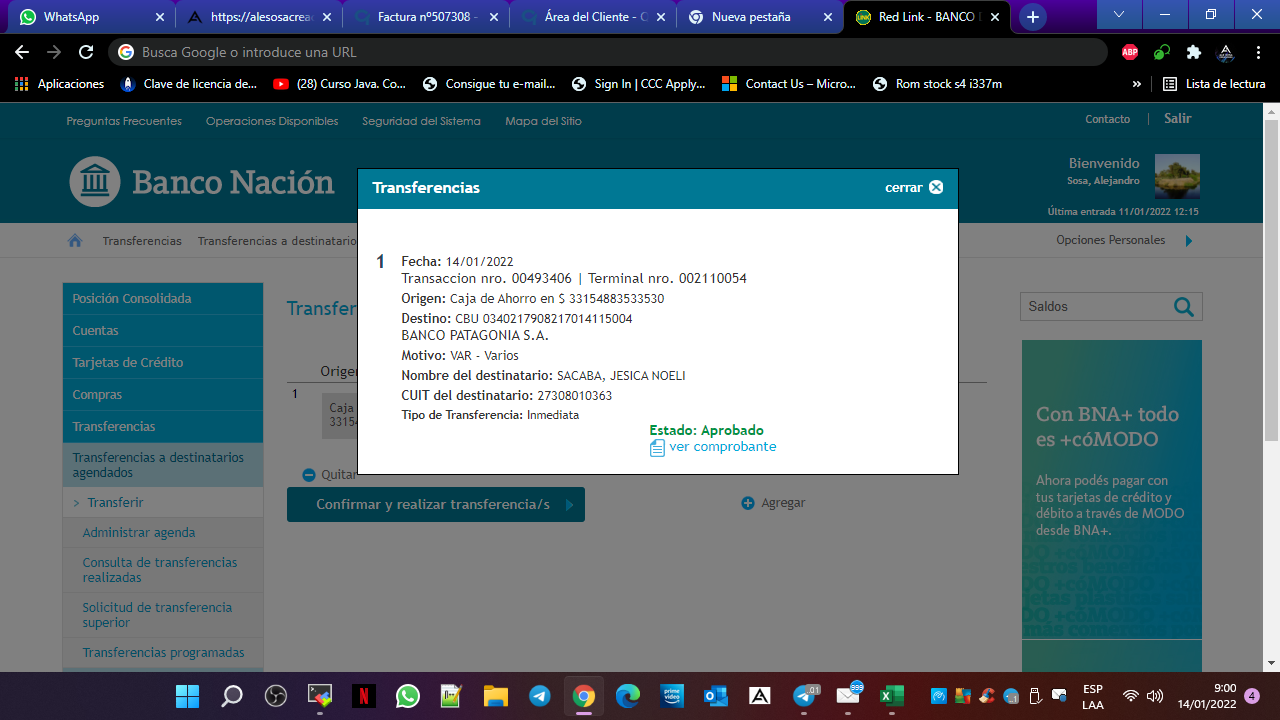 WhatsApp
https://alesosacreac
Factura nº507308 -
Área del Cliente - C
Nueva pestaña
Red Link - BANCO
Busca Google o introduce una URL
Aplicaciones
Clave de licencia de...
(28) Curso Java. Co...
Consigue tu e-mail...
Sign In | CCC Apply...
Contact Us – Micro...
Rom stock s4 i337m
»
Lista de lectura
Preguntas Frecuentes
Operaciones Disponibles
Seguridad del Sistema
Mapa del Sitio
Contacto
Salir
Banco Nación
Bienvenido
Sosa, Alejandro
Última entrada 11/01/2022 12:15
Transferencias
Transferencias a destinatario
Opciones Personales
Posición Consolidada
Cuentas
Tarjetas de Crédito
Compras
Transferencias
Transferencias a destinatarios
agendados
> Transferir
Administrar agenda
Consulta de transferencias
realizadas
Solicitud de transferencia
superior
Transferencias programadas
Transfer
Origen
1
Caja
33154
Quitar
Confirmar y realizar transferencia/s
Agregar
Transferencias
cerrar
1
Fecha: 14/01/2022
Transaccion nro. 00493406 | Terminal nro. 002110054
Origen: Caja de Ahorro en $ 33154883533530
Destino: CBU 0340217908217014115004
BANCO PATAGONIA S.A.
Motivo: VAR - Varios
Nombre del destinatario: SACABA, JESICA NOELI
CUIT del destinatario: 27308010363
Tipo de Transferencia: Inmediata
Estado: Aprobado
ver comprobante
Saldos
Con BNA+ todo
es +cóMODO
Ahora podés pagar con
tus tarjetas de crédito y
débito a través de MODO
desde BNA+.
ESP
LAA
9:00
14/01/2022
4